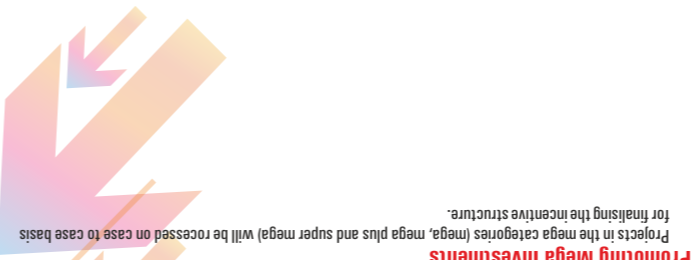 Promoting Mega Investments
Projects in the mega categories (mega, mega plus and super mega) will be rocessed on case to case basis
for finalising the incentive structure.